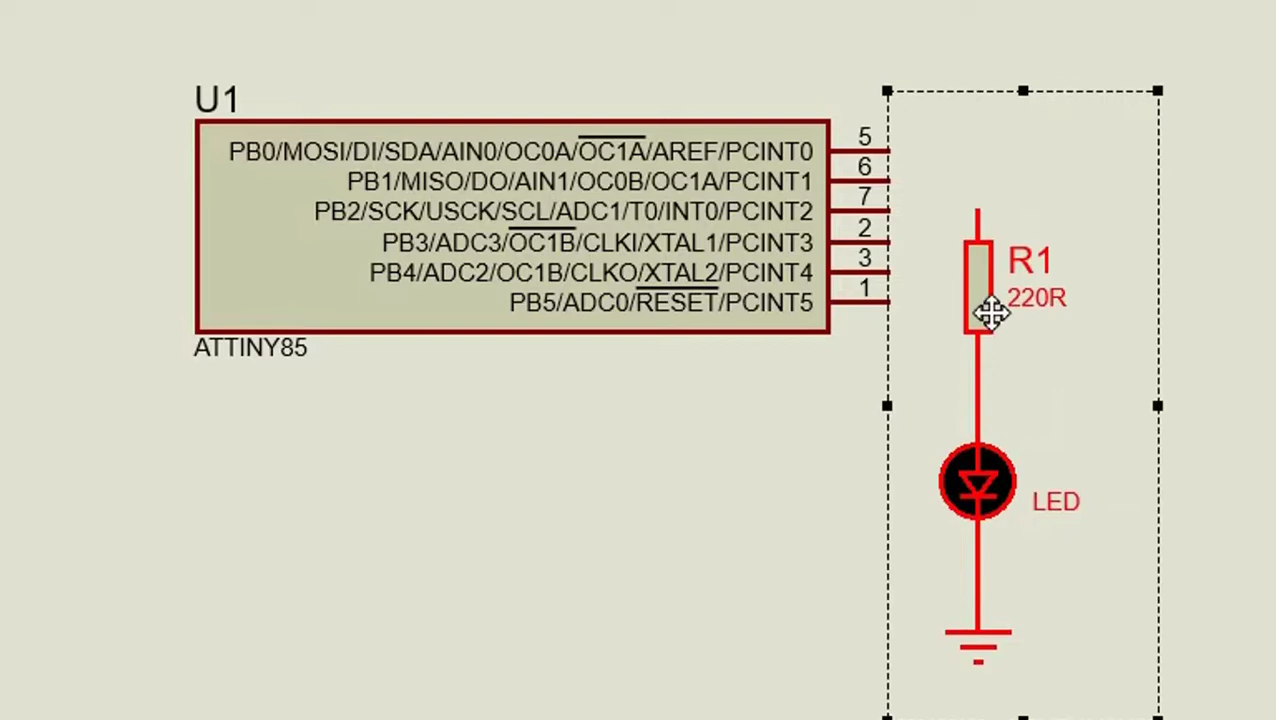 U1
PB0/MOSI/DI/SDA/AIN0/OC0A/OC1A/AREF/PCINT0 5
PB1/MISO/DO/AIN1/OC0B/OC1A/PCINT1 6
PB2/SCK/USCK/SCL/ADC1/T0/INT0/PCINT2 7
PB3/ADC3/OC1B/CLKI/XTAL1/PCINT3 2
PB4/ADC2/OC1B/CLKO/XTAL2/PCINT4 3
PB5/ADC0/RESET/PCINT5 1
ATTINY85
R1
220R
LED